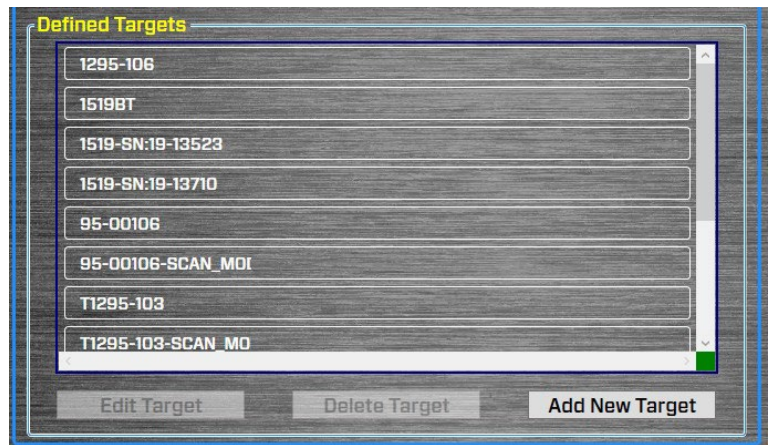 Defined Targets
1295-106
1519BT
1519-SN:19-13523
1519-SN:19-13710
95-00106
95-00106-SCAN_MO
T1295-103
T1295-103-SCAN_MO
Edit Target Delete Target Add New Target